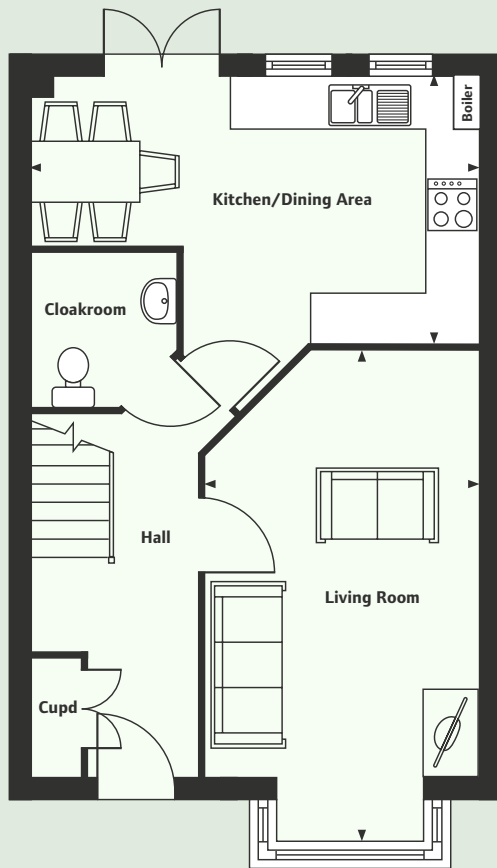 Boiler
Kitchen/Dining Area
Cloakroom
Hall
Living Room
Cupd